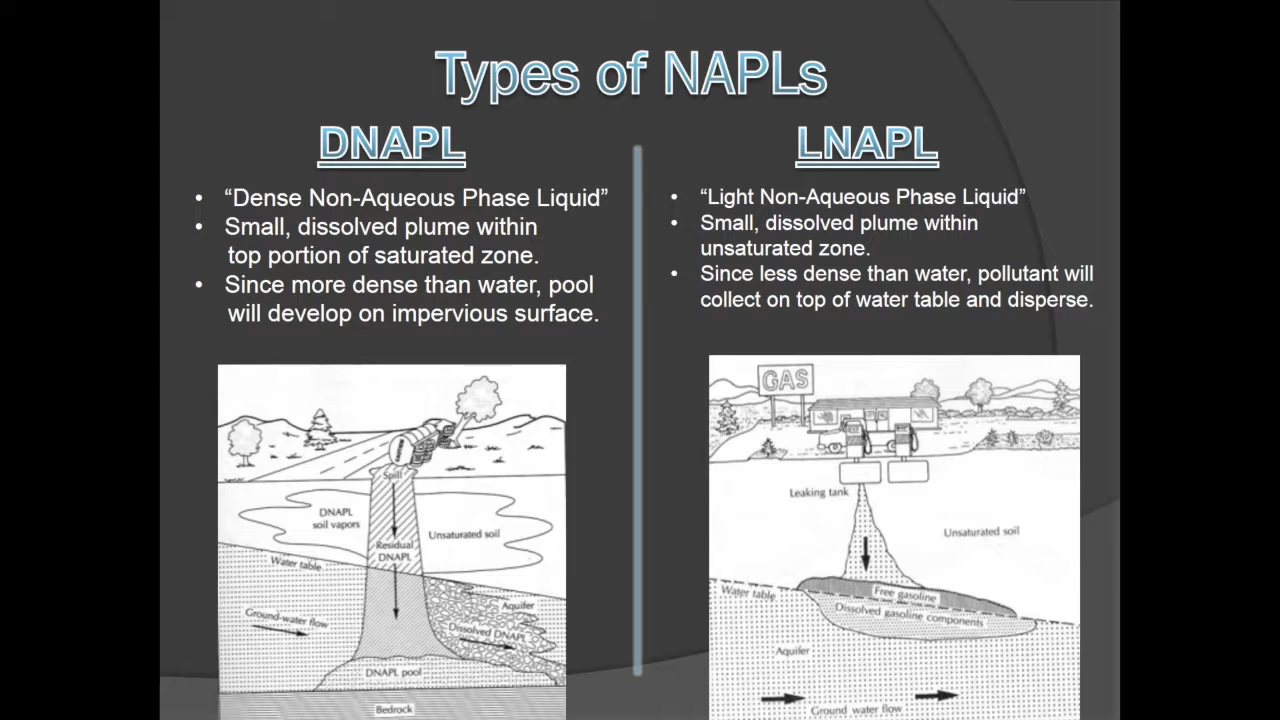 Types of NAPLs
DNAPL
• “Dense Non-Aqueous Phase Liquid”
• Small, dissolved plume within
top portion of saturated zone.
• Since more dense than water, pool
will develop on impervious surface.
LNAPL
• “Light Non-Aqueous Phase Liquid”
• Small, dissolved plume within
unsaturated zone.
• Since less dense than water, pollutant will
collect on top of water table and disperse.
Spill
DNAPL
soil vapors
Unsaturated soil
Residual
DNAPL
Water table
Aquifer
Ground-water flow
Dissolved DNAPL
DNAPL pool
Bedrock
GAS
Leaking tank
Unsaturated soil
Water table
Free gasoline
Dissolved gasoline components
Aquifer
Ground water flow